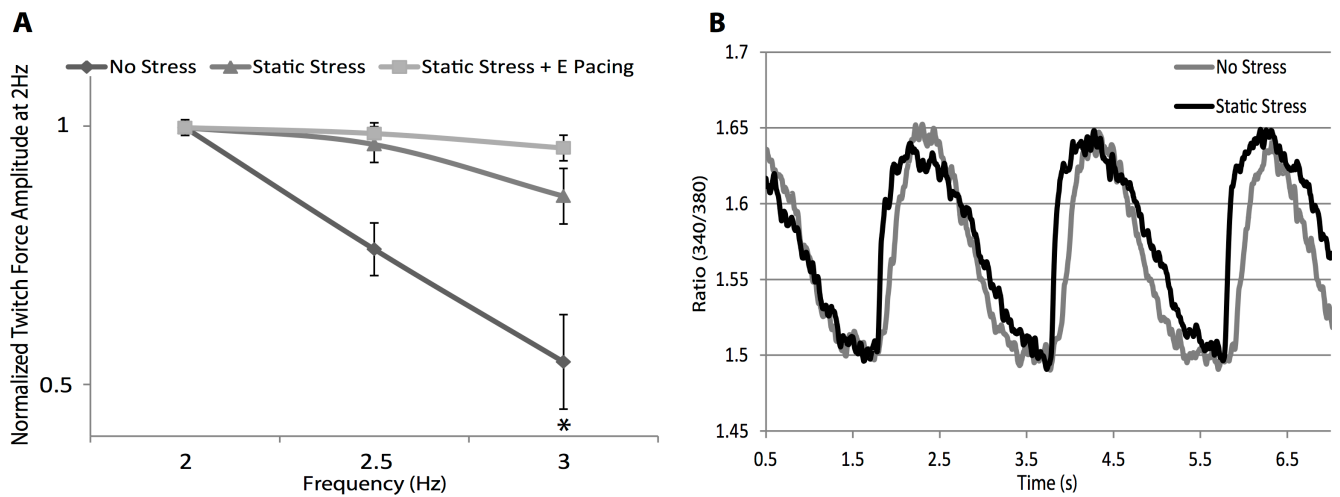 A
No Stress Static Stress Static Stress + E Pacing
Normalized Twitch Force Amplitude at 2Hz
1
0.5
*
2 2.5 3
Frequency (Hz)
B
No Stress
Static Stress
Ratio (340/380)
1.7
1.65
1.6
1.55
1.5
1.45
0.5 1.5 2.5 3.5 4.5 5.5 6.5
Time (s)